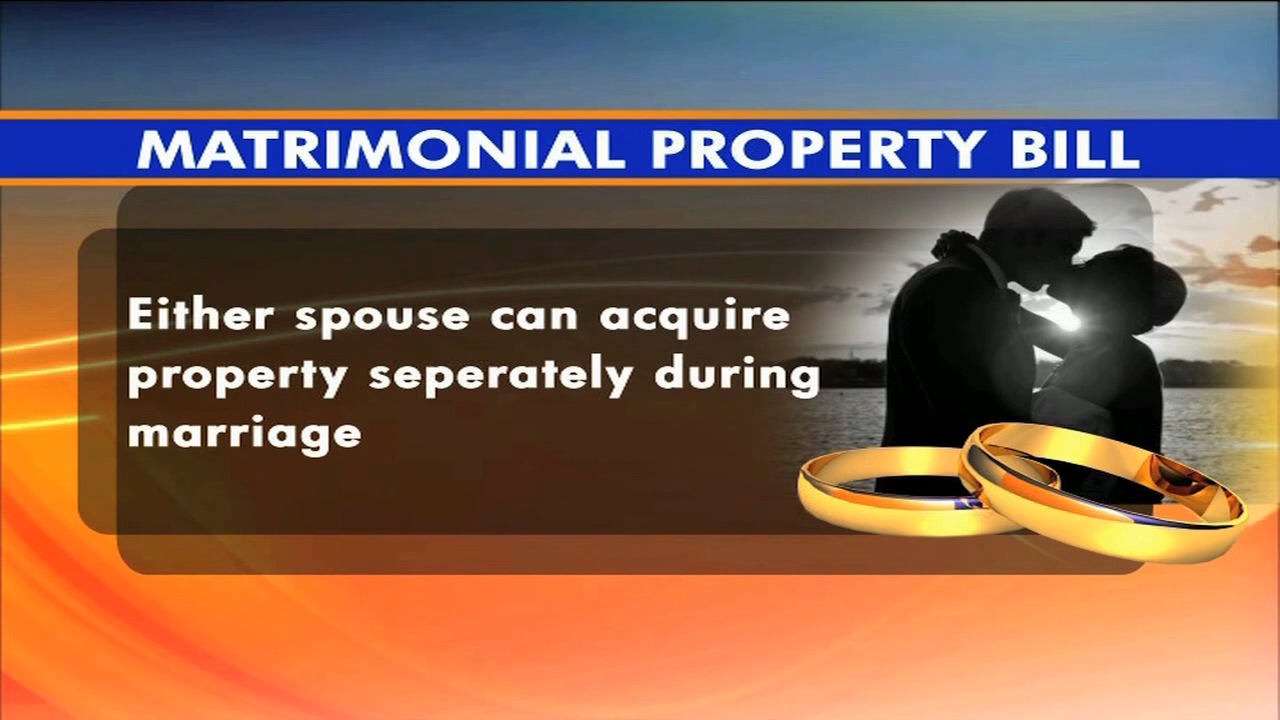 MATRIMONIAL PROPERTY BILL
Either spouse can acquire
property seperately during
marriage